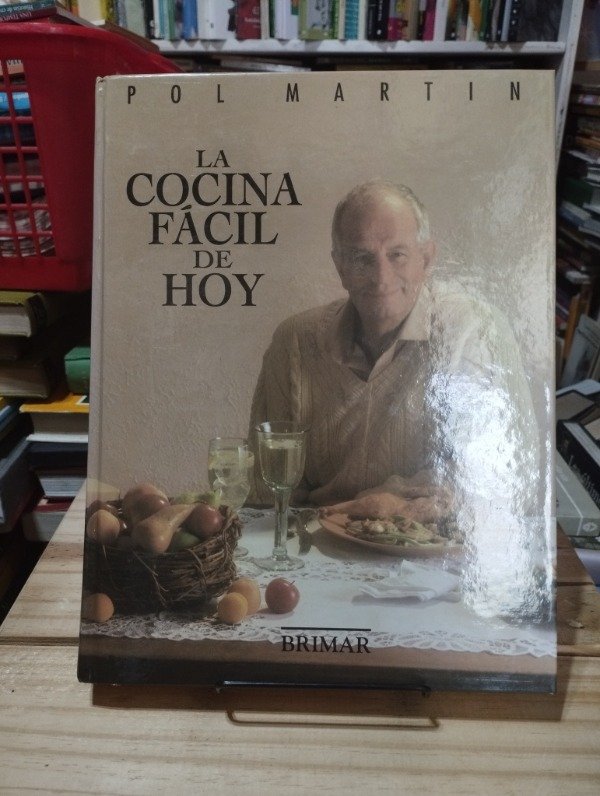 POL MARTIN
LA
COCINA
FÁCIL
DE
HOY
BRIMAR